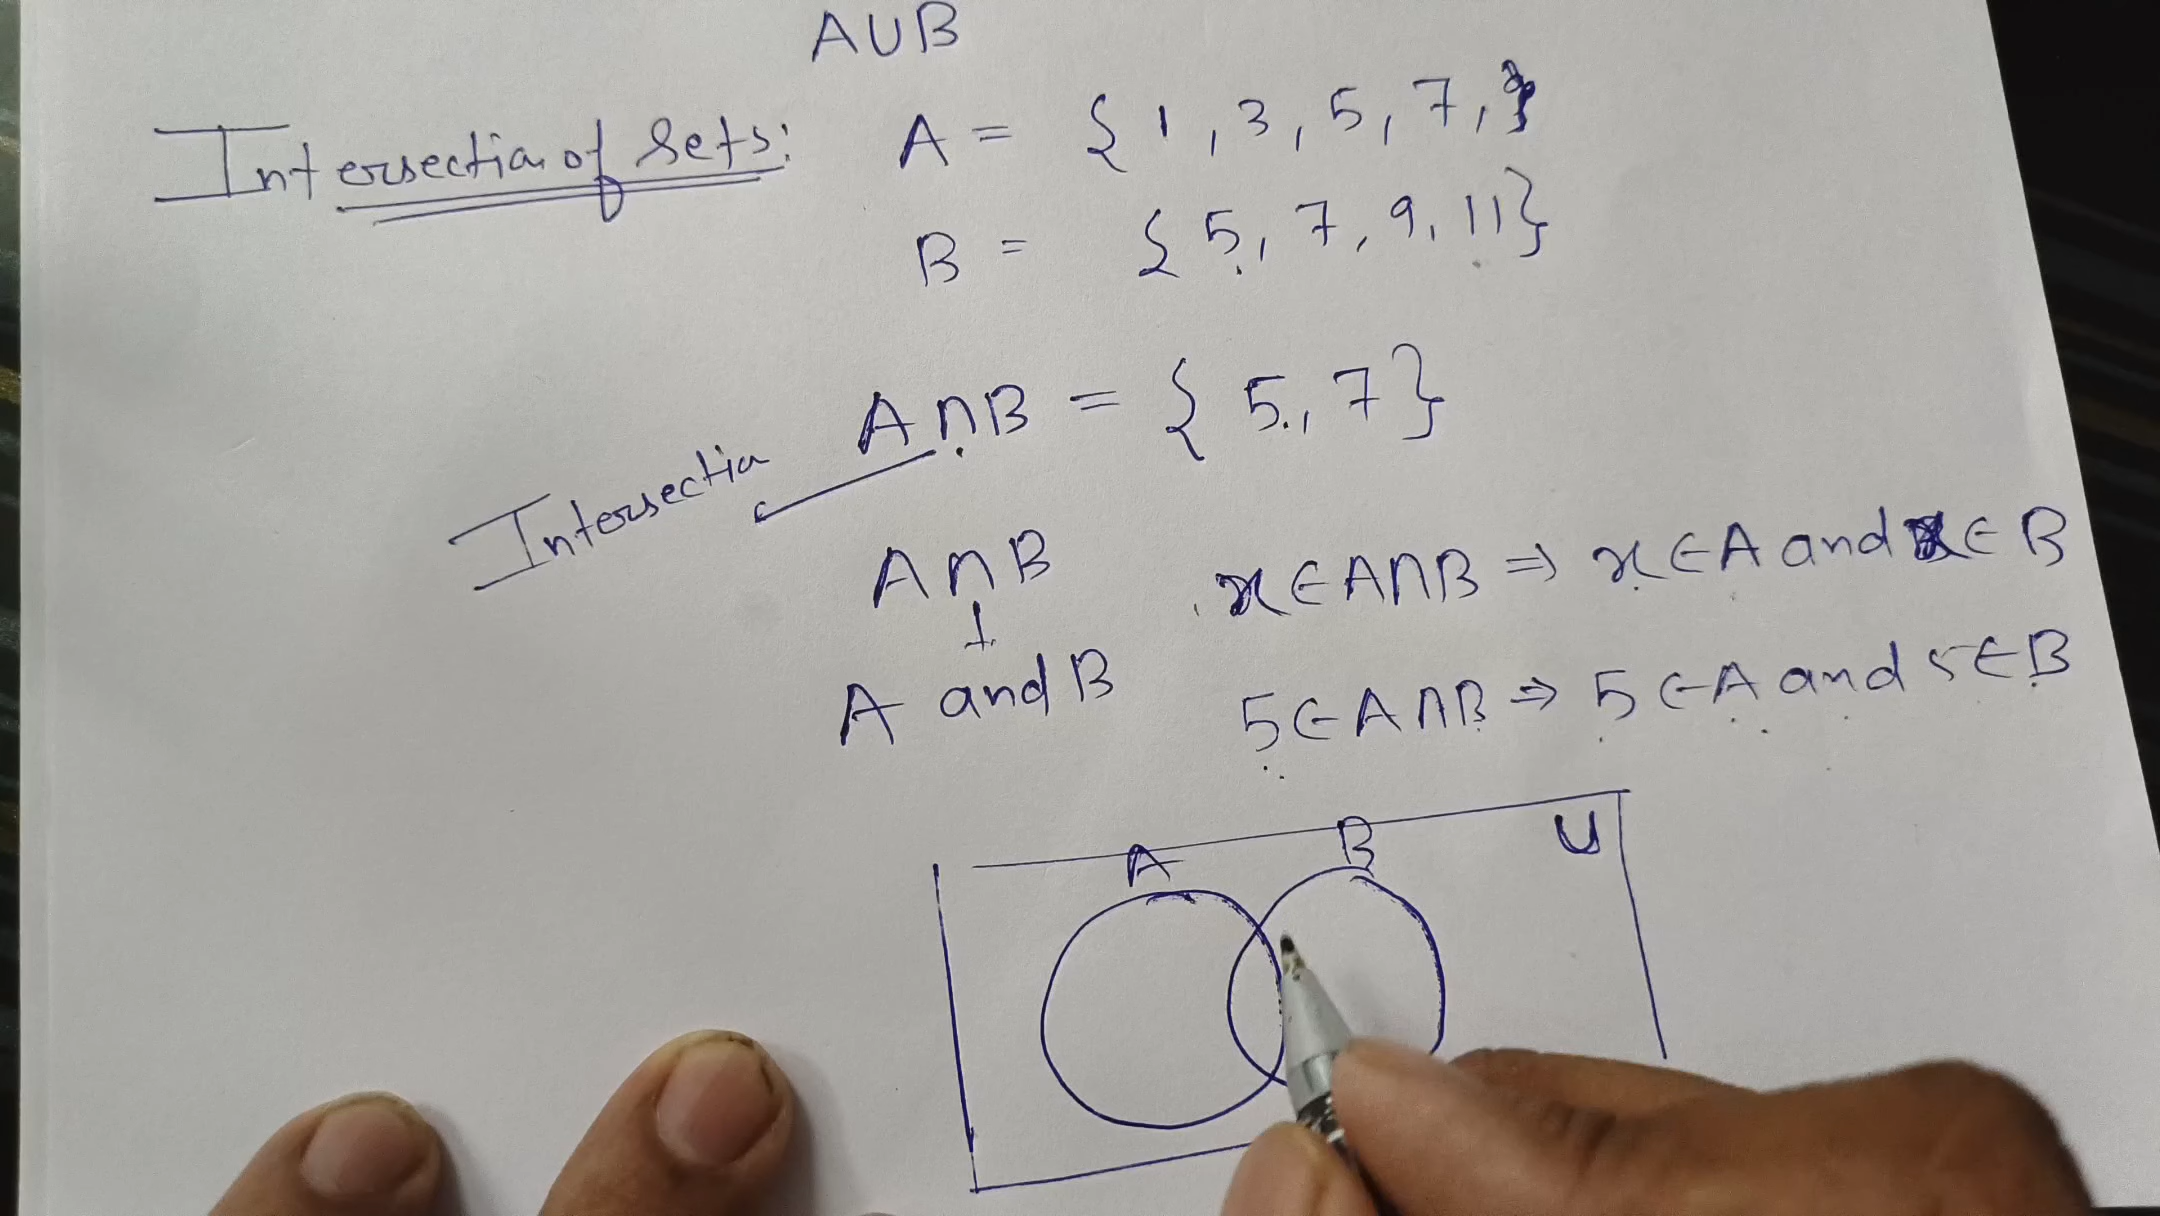 A∪B
Intersection of Sets:
A = {1, 3, 5, 7, }
B = {5, 7, 9, 11}
A∩B = {5, 7}
Intersection
A∩B
x∈A∩B ⇒ x∈A and x∈B
A and B
5∈A∩B ⇒ 5∈A and 5∈B
A B U